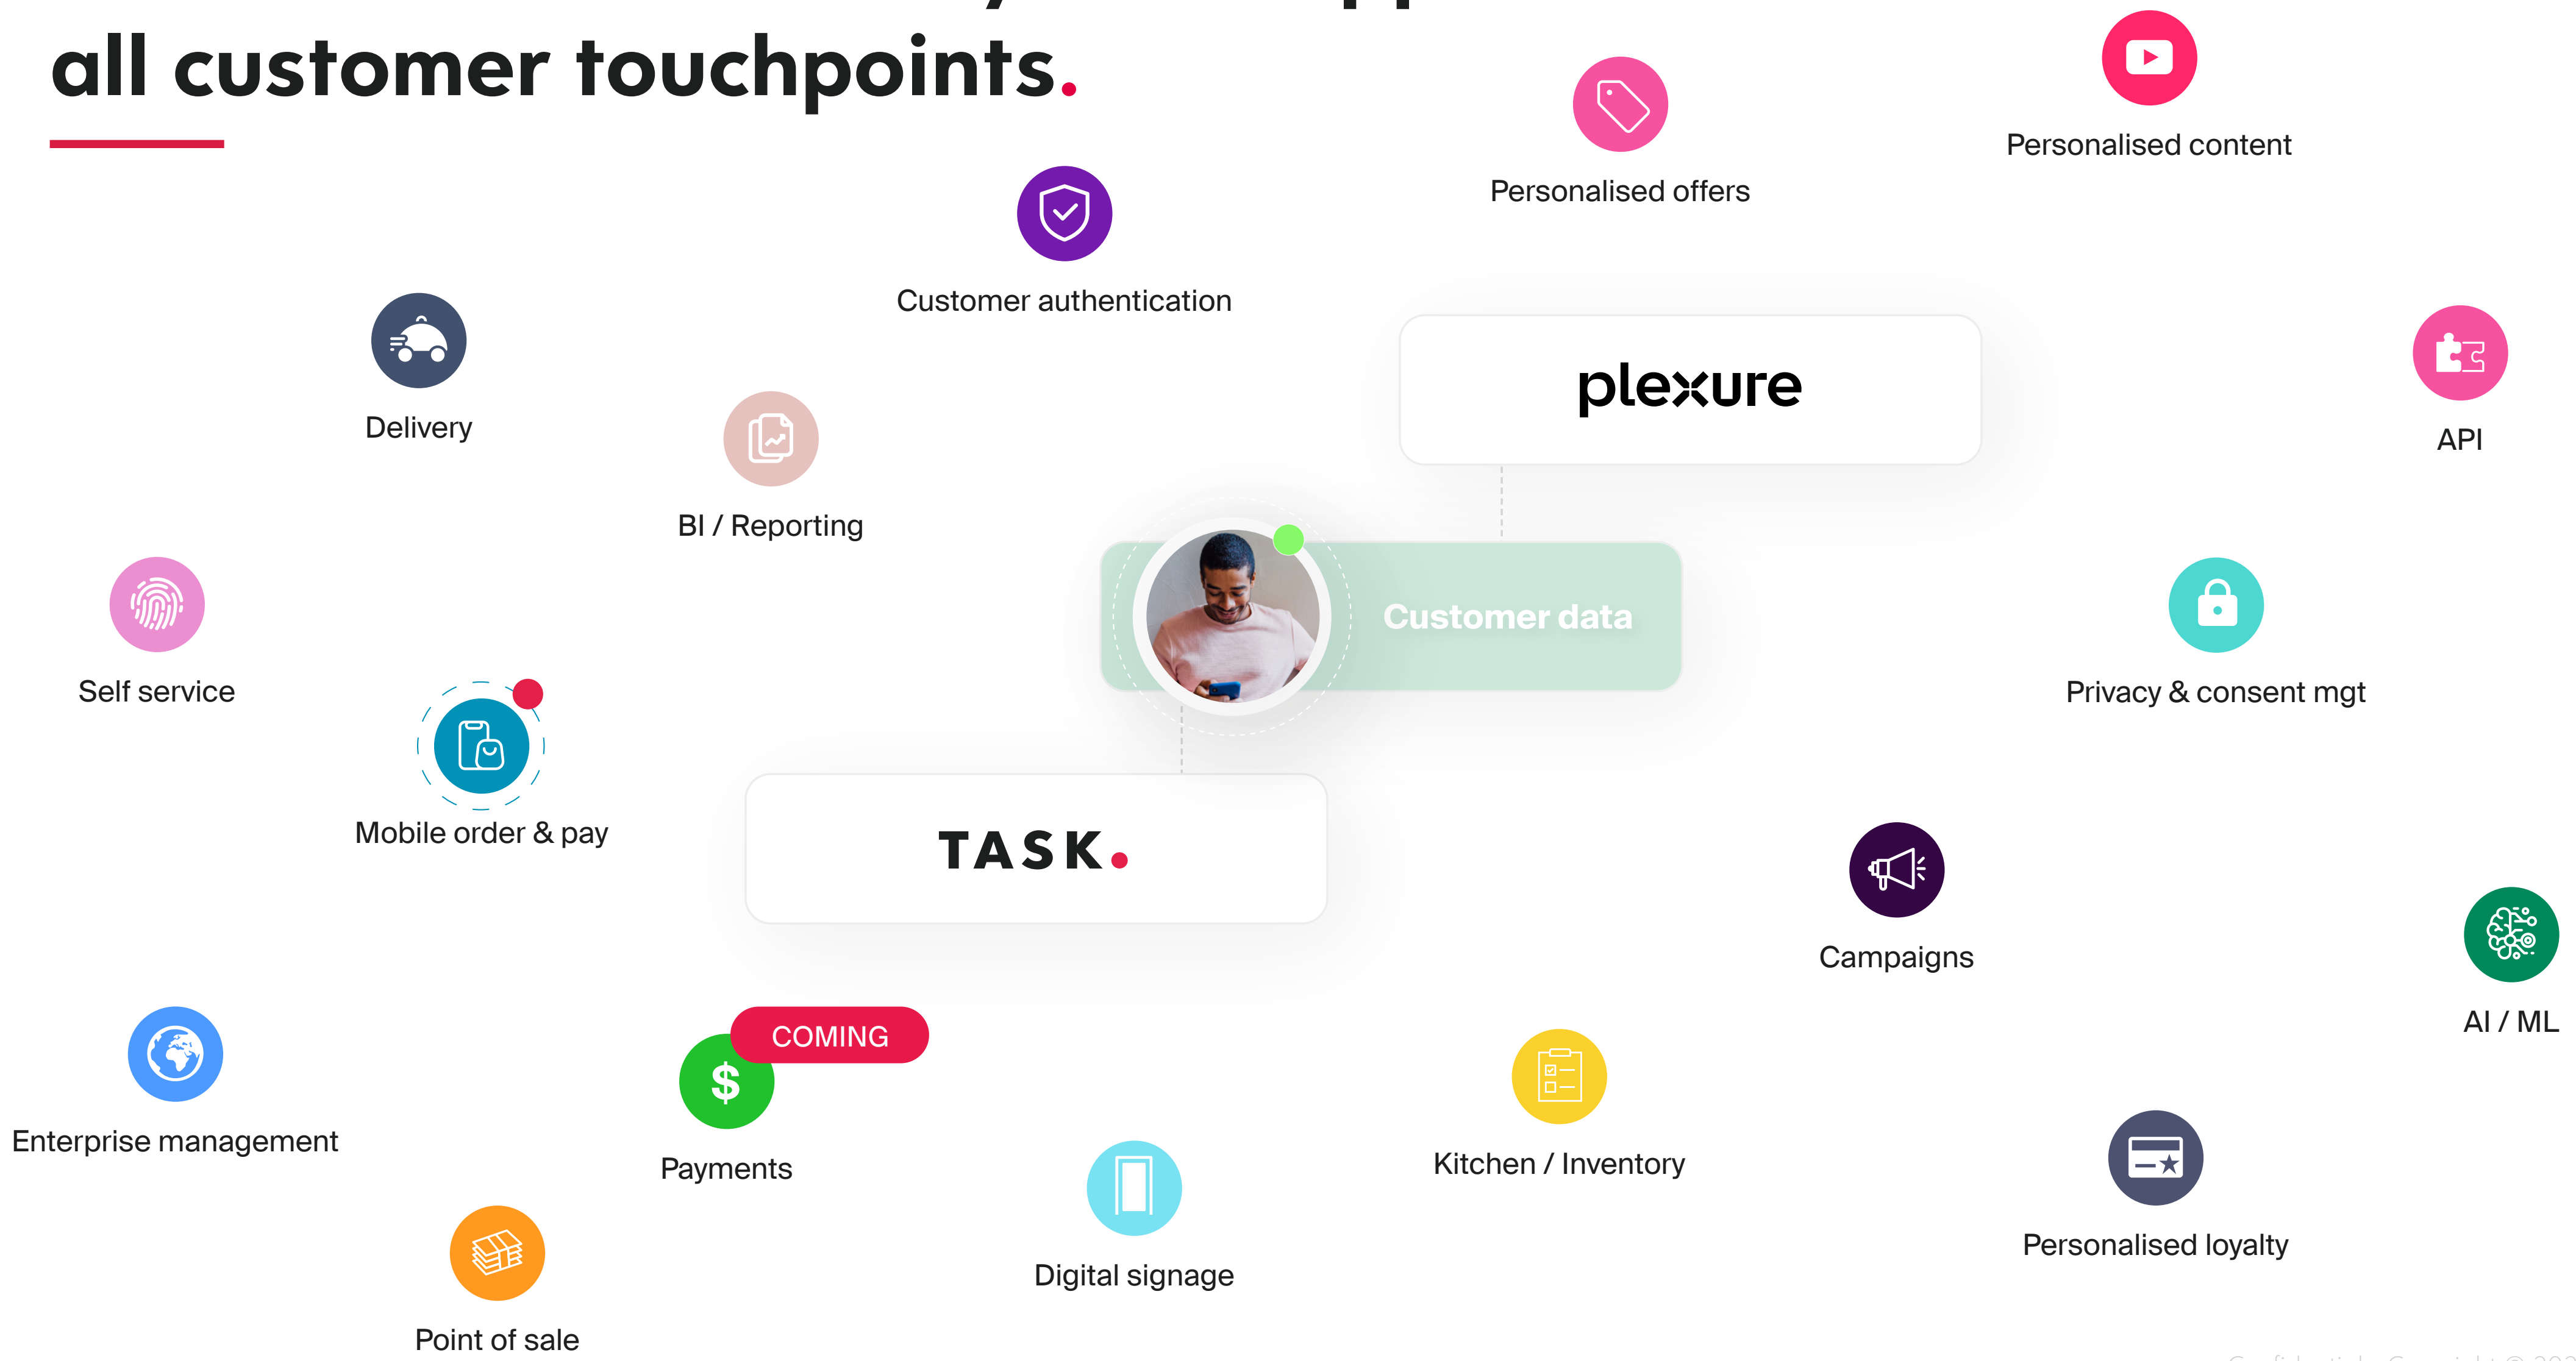 all customer touchpoints.
Personalised content
Personalised offers
Customer authentication
plexure
Delivery
API
BI / Reporting
Customer data
Self service
Privacy & consent mgt
Mobile order & pay
TASK.
Campaigns
AI / ML
COMING
$
Enterprise management
Payments
Kitchen / Inventory
Personalised loyalty
Digital signage
Point of sale